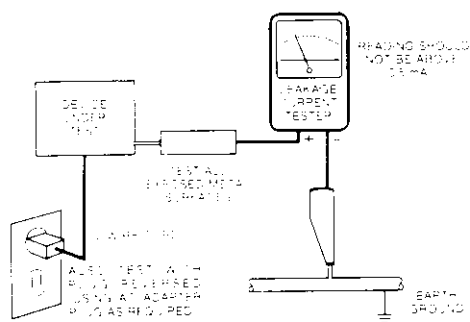 READING SHOULD
NOT BE ABOVE
0.5 mA
LEAKAGE
CURRENT
TESTER
+ -
DEVICE
UNDER
TEST
TEST ALL
EXPOSED METAL
SURFACES
ALSO TEST WITH
PLUG REVERSED
USING AC ADAPTER
PLUG AS REQUIRED
EARTH
GROUND